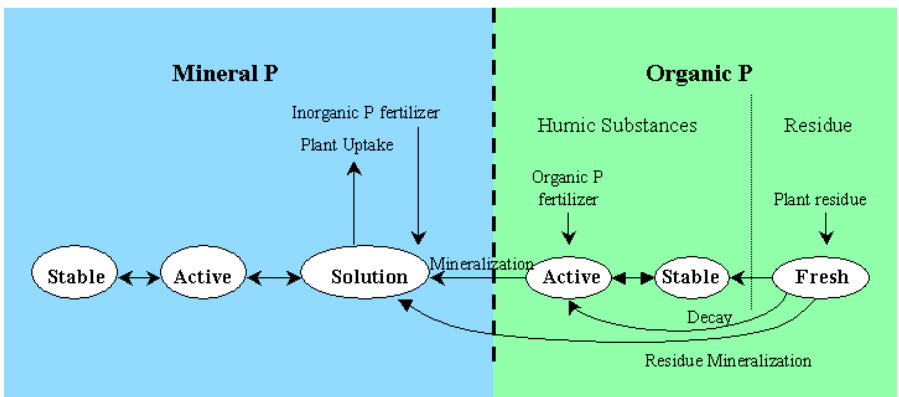 Mineral P
Organic P
Inorganic P fertilizer
Plant Uptake
Humic Substances
Residue
Organic P
fertilizer
Plant residue
Stable
Active
Solution
Mineralization
Active
Stable
Fresh
Decay
Residue Mineralization